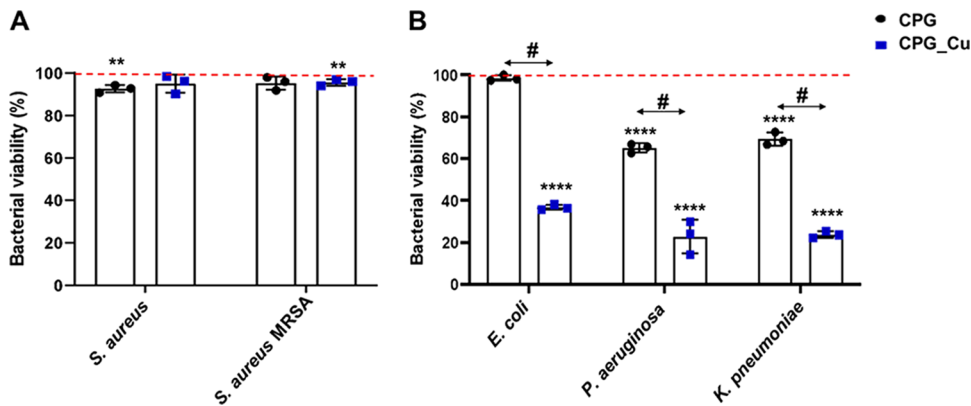 A
B
CPG
CPG_Cu
Bacterial viability (%)
100
80
60
40
20
0
**
**
S. aureus
S. aureus MRSA
Bacterial viability (%)
100
80
60
40
20
0
#
#
#
****
****
****
****
****
E. coli
P. aeruginosa
K. pneumoniae